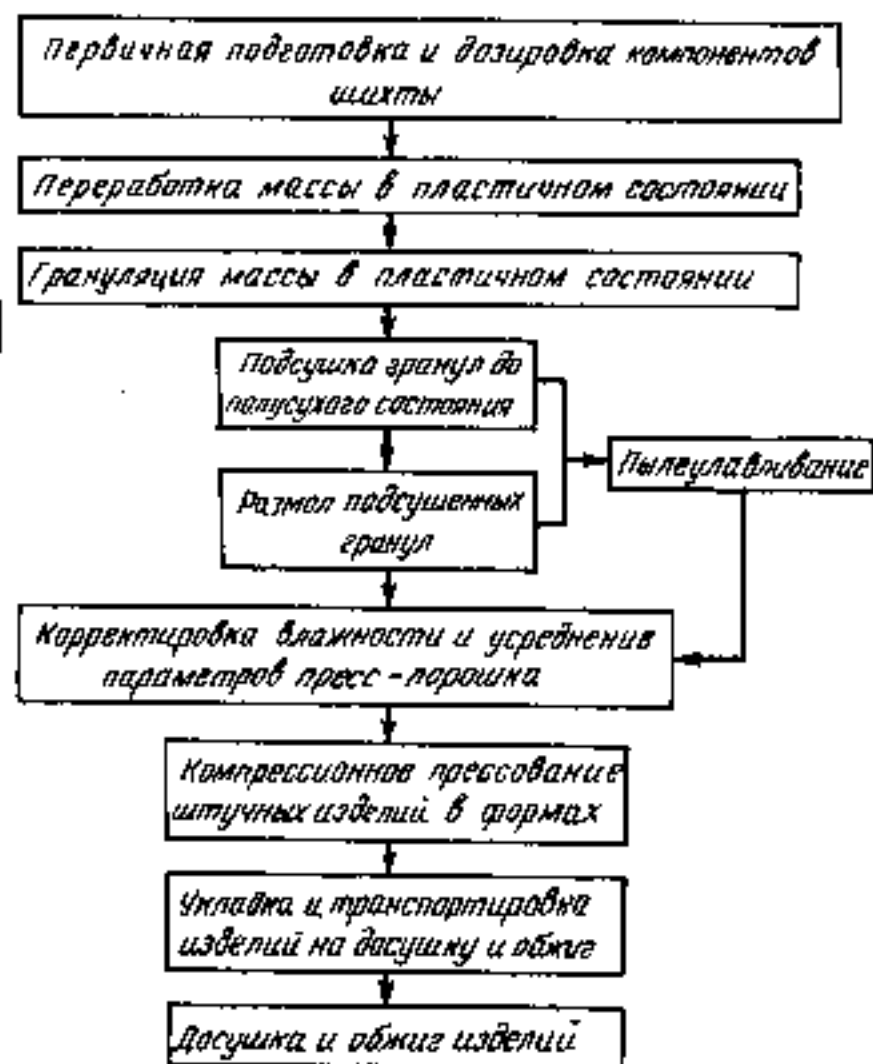 Первичная подготовка и дозировка компонентов
шихты
Переработка массы в пластичном состоянии
Грануляция массы в пластичном состоянии
Подсушка гранул до
полусухого состояния
Пылеулавливание
Размол подсушенных
гранул
Корректировка влажности и усреднение
параметров пресс-порошка
Компрессионное прессование
штучных изделий в формах
Укладка и транспортировка
изделий на досушку и обжиг
Досушка и обжиг изделий